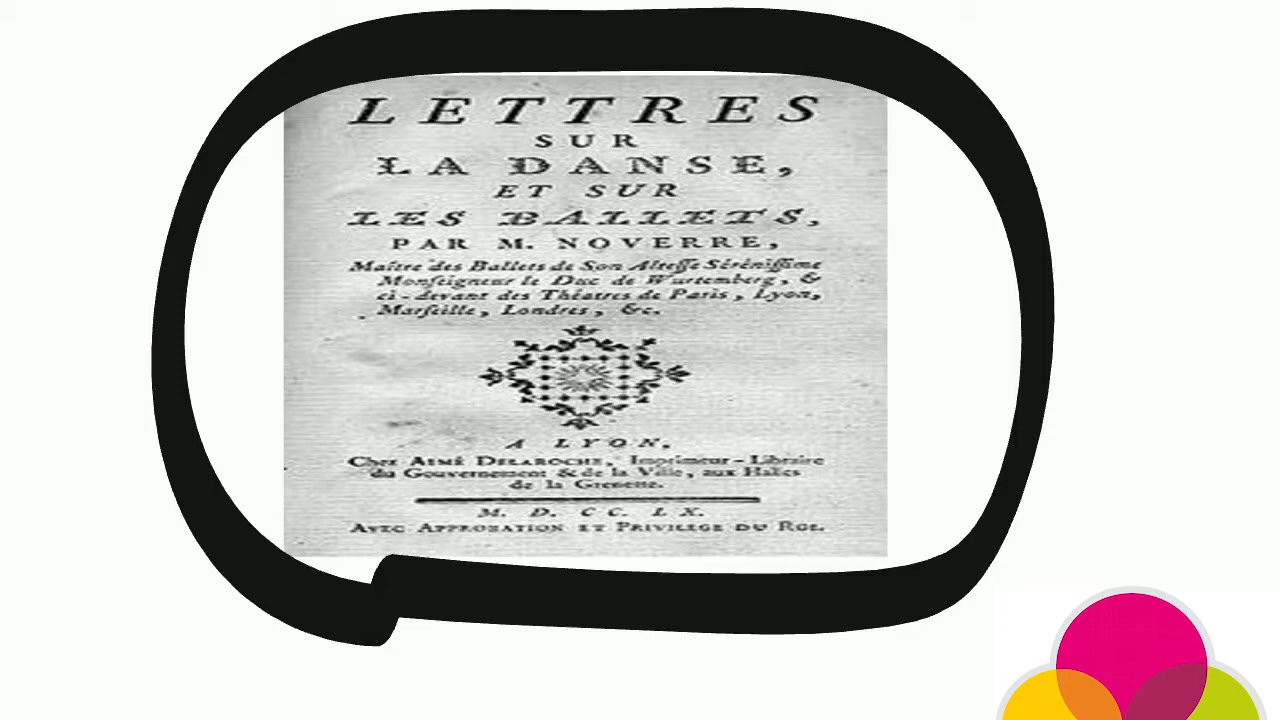 LETTRES
SUR
LA DANSE,
ET SUR
LES BALLETS,
PAR M. NOVERRE,
Maître des Ballets de Son Altesse Sérénissime
Monseigneur le Duc de Wurtemberg, &
ci-devant des Théatres de Paris, Lyon,
Marseille, Londres, &c.
A LYON,
Chez AIMÉ DELAROCHE, Imprimeur-Libraire
du Gouvernement & de la Ville, aux Halles
de la Grenette.
M. D. CC. LX.
AVEC APPROBATION ET PRIVILEGE DU ROI.